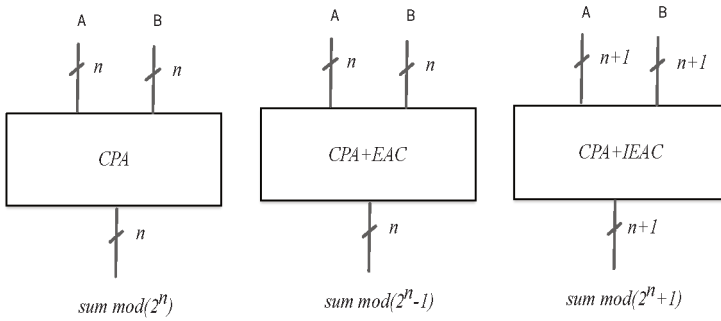 A B A B A B
n n n n n+1 n+1
CPA CPA+EAC CPA+IEAC
n n n+1
sum mod(2^n) sum mod(2^n-1) sum mod(2^n+1)